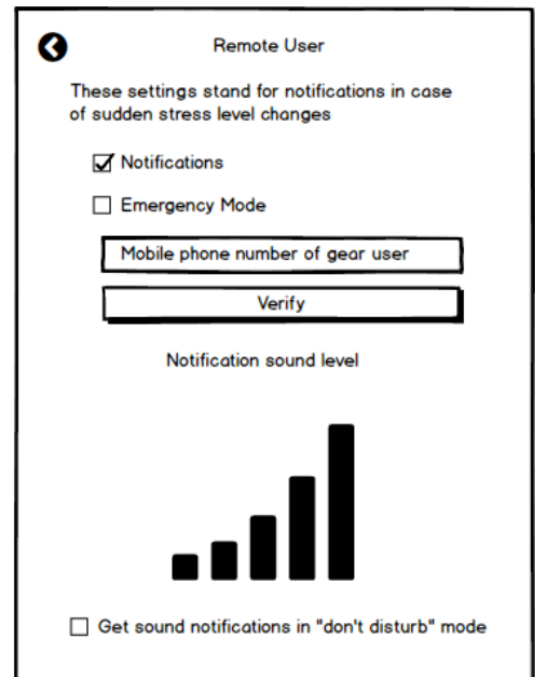 Remote User
These settings stand for notifications in case
of sudden stress level changes
Notifications
Emergency Mode
Mobile phone number of gear user
Verify
Notification sound level
Get sound notifications in "don't disturb" mode